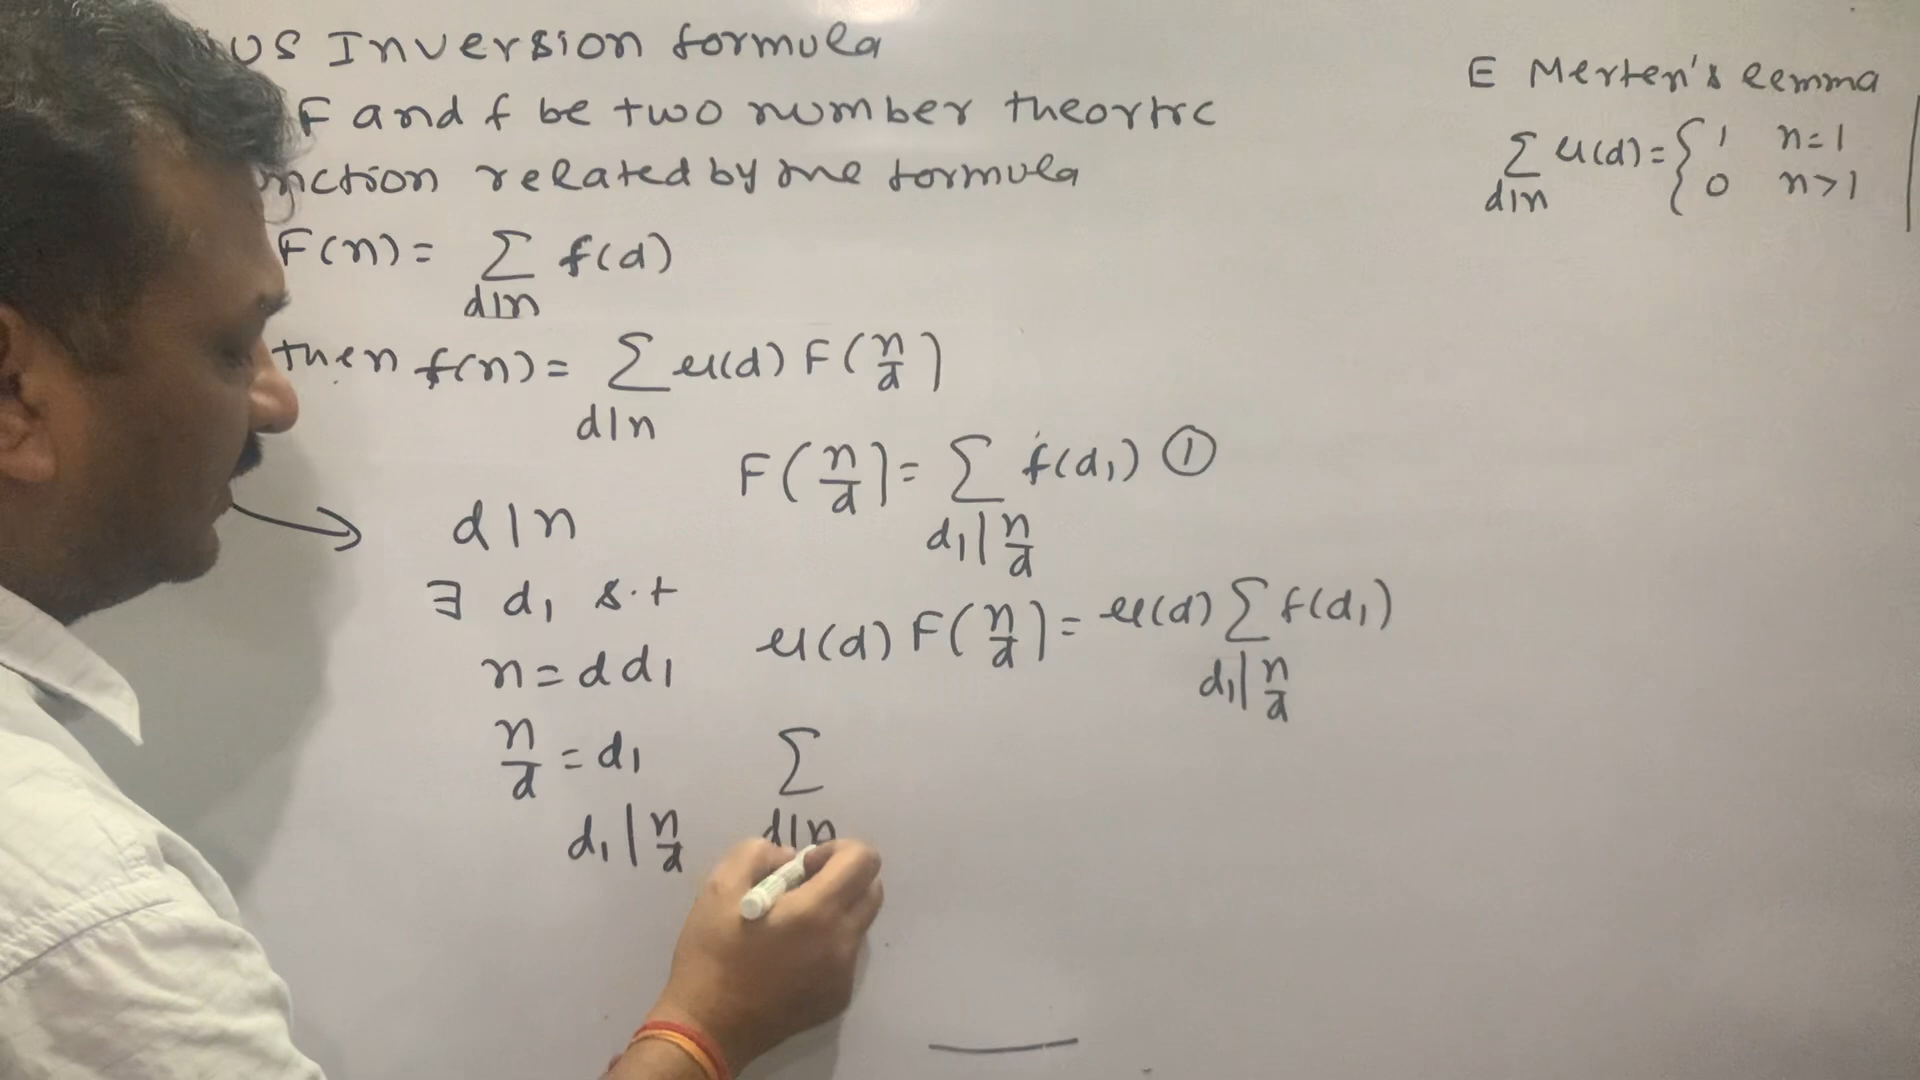 us Inversion formula
F and f be two number theortic
nction related by the formula
F(n) = ∑ f(d)
d|n
then f(n) = ∑ μ(d) F(n/d)
d|n
F(n/d) = ∑ f(d₁) ①
d₁|n/d
d|n
∃ d₁ s.t
n = dd₁
n/d = d₁
d₁|n/d
μ(d) F(n/d) = μ(d) ∑ f(d₁)
d₁|n/d
∑
d|n
E Merten's lemma
∑ μ(d) = { 1 n=1
d|n 0 n>1